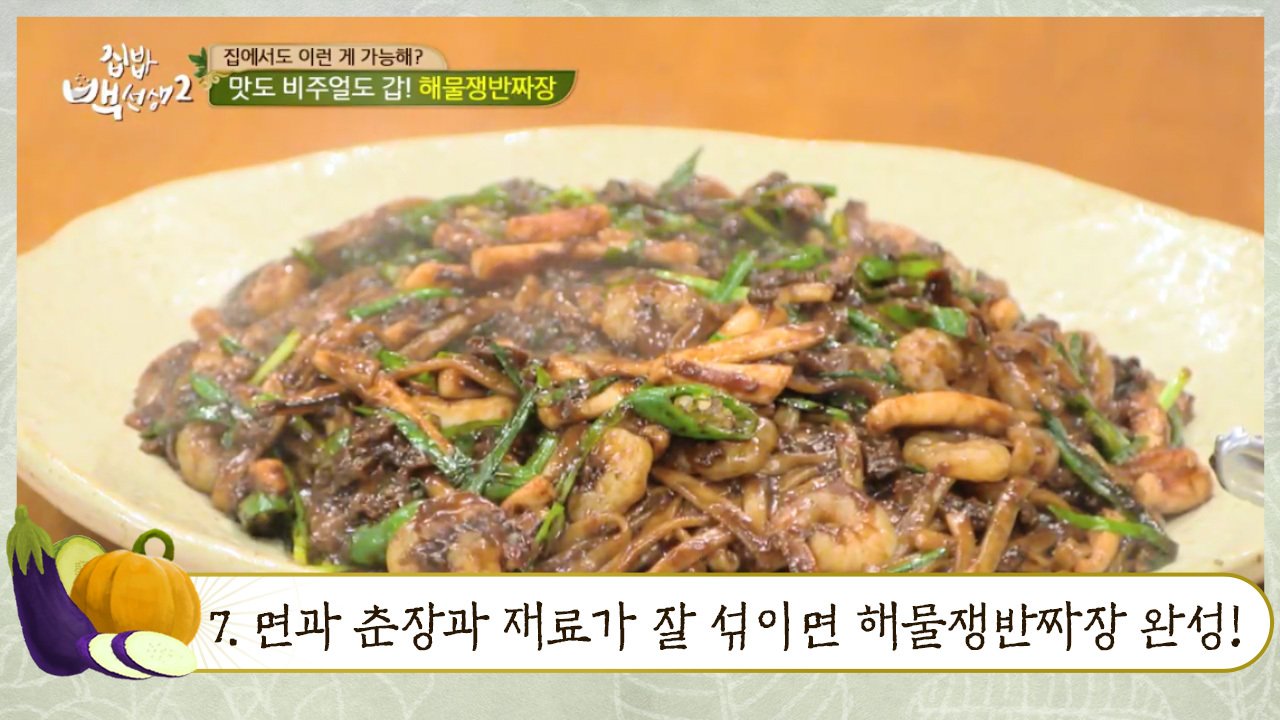 집밥
백선생2
집에서도 이런 게 가능해?
맛도 비주얼도 갑! 해물쟁반짜장
7. 면과 춘장과 재료가 잘 섞이면 해물쟁반짜장 완성!